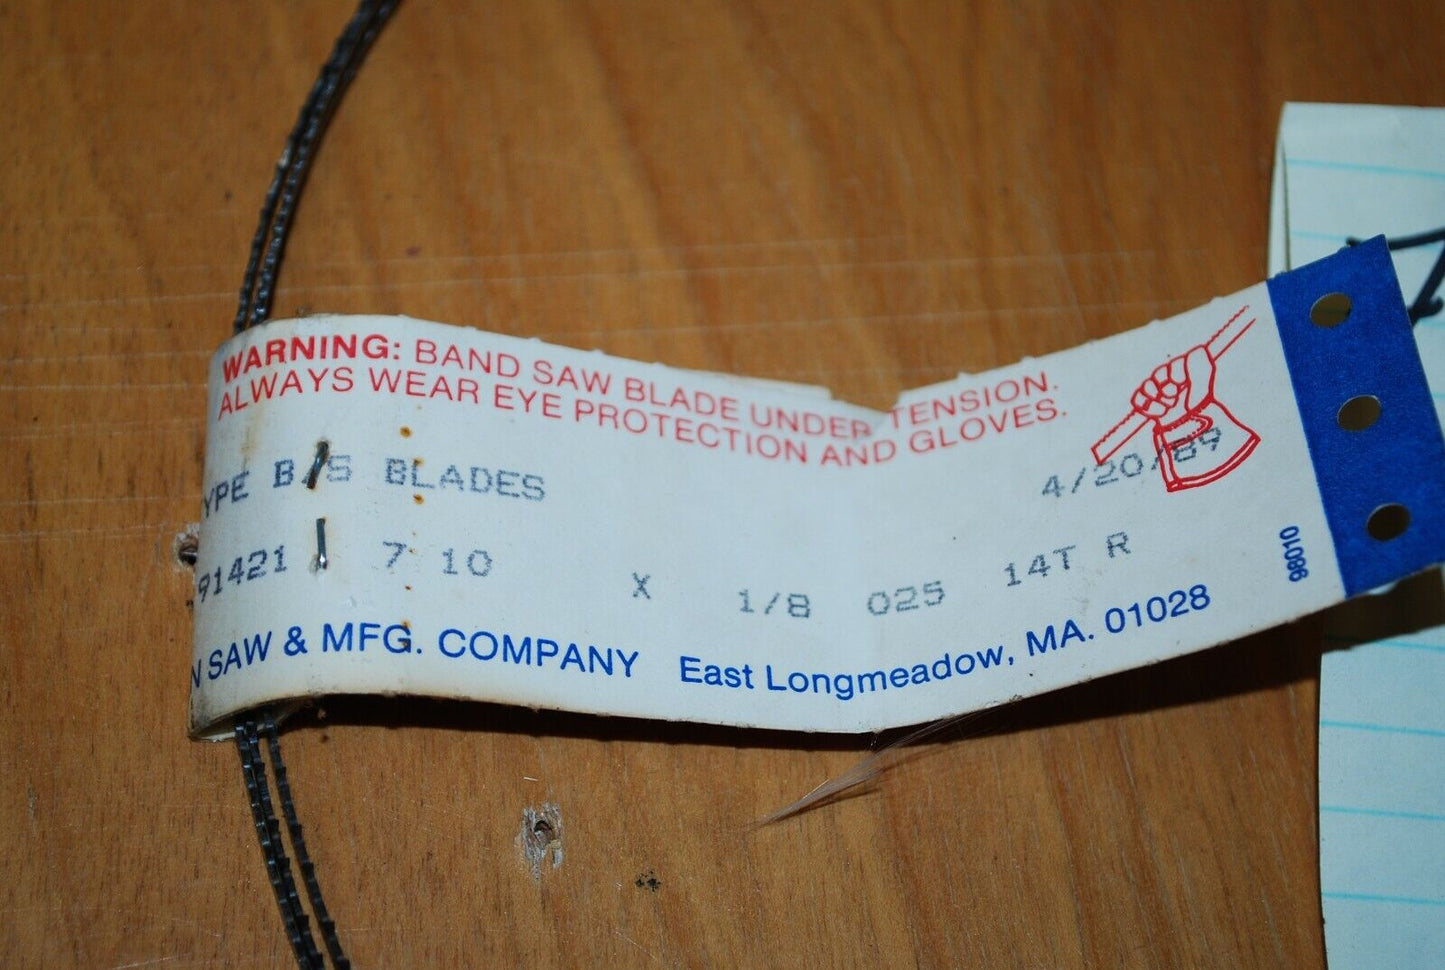 WARNING: BAND SAW BLADE UNDER TENSION.
ALWAYS WEAR EYE PROTECTION AND GLOVES.
YPE B/S BLADES 4/20/89
91421 7 10 X 1/8 025 14T R
N SAW & MFG. COMPANY East Longmeadow, MA. 01028
98010